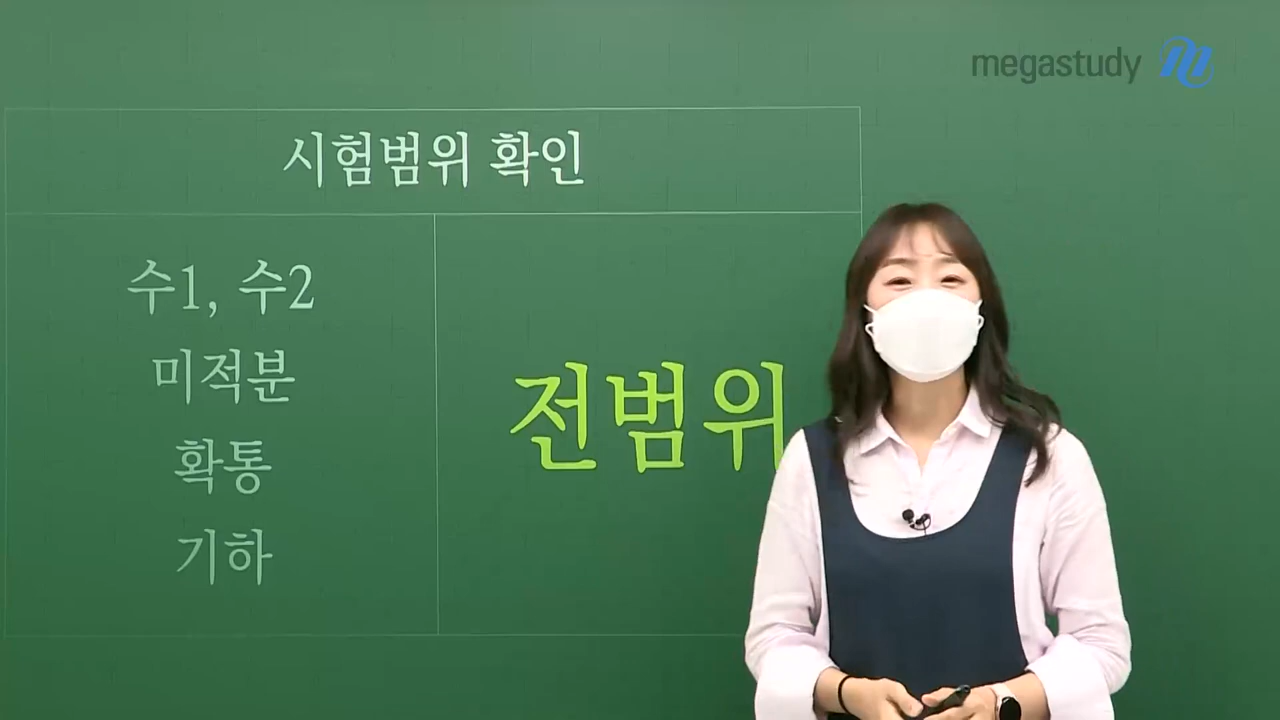 megastudy
시험범위 확인
수1, 수2
미적분
확통
기하
전범위